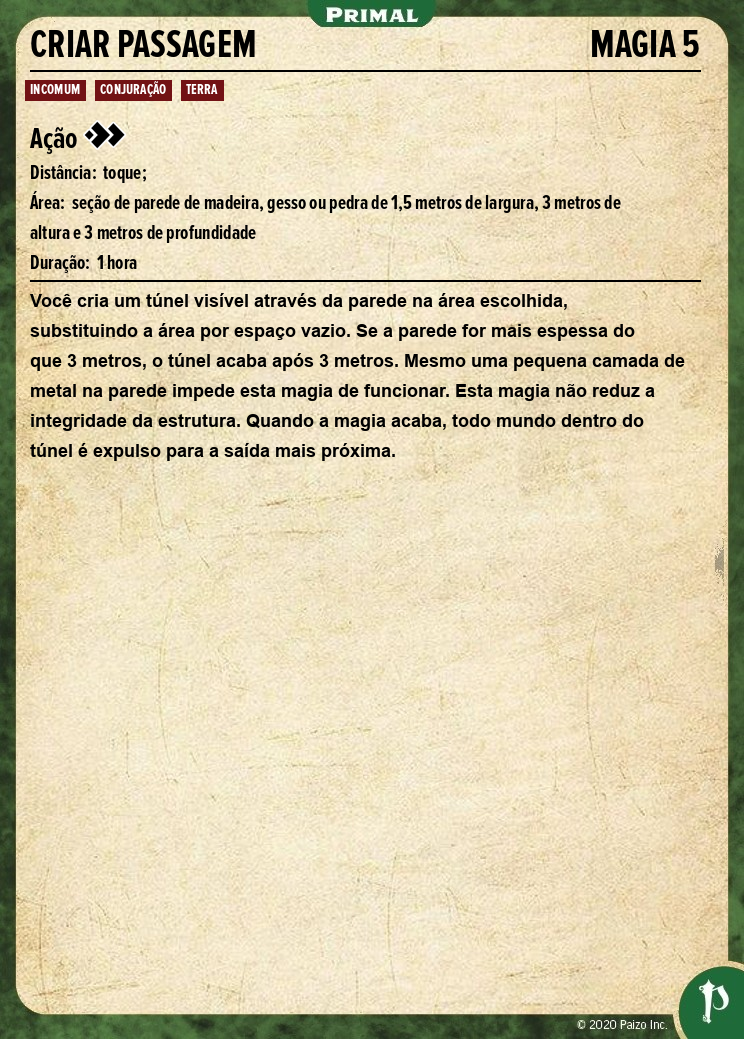 PRIMAL
CRIAR PASSAGEM MAGIA 5
INCOMUM CONJURAÇÃO TERRA
Ação
Distância: toque;
Área: seção de parede de madeira, gesso ou pedra de 1,5 metros de largura, 3 metros de
altura e 3 metros de profundidade
Duração: 1 hora
Você cria um túnel visível através da parede na área escolhida,
substituindo a área por espaço vazio. Se a parede for mais espessa do
que 3 metros, o túnel acaba após 3 metros. Mesmo uma pequena camada de
metal na parede impede esta magia de funcionar. Esta magia não reduz a
integridade da estrutura. Quando a magia acaba, todo mundo dentro do
túnel é expulso para a saída mais próxima.
© 2020 Paizo Inc.
P